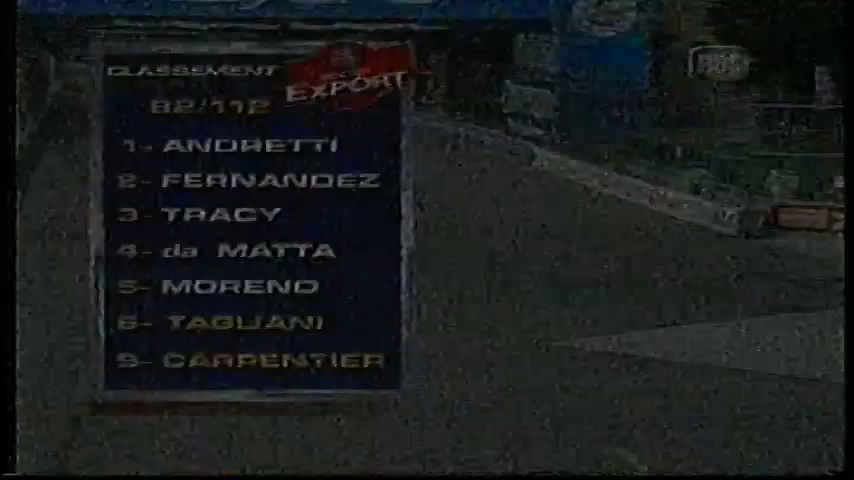 CLASSEMENT
EXPORT
82/112
1- ANDRETTI
2- FERNANDEZ
3- TRACY
4- da MATTA
5- MORENO
6- TAGLIANI
9- CARPENTIER
RDS